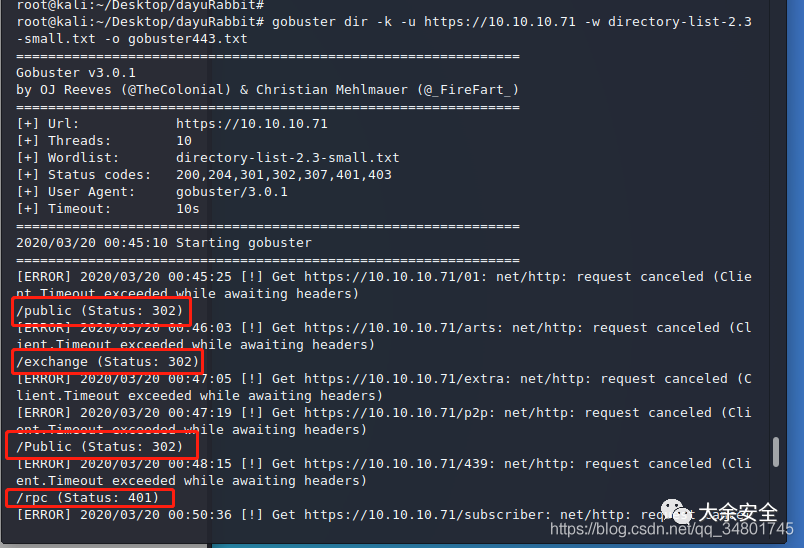 root@kali:~/Desktop/dayuRabbit#
root@kali:~/Desktop/dayuRabbit# gobuster dir -k -u https://10.10.10.71 -w directory-list-2.3
-small.txt -o gobuster443.txt
===============================================================
Gobuster v3.0.1
by OJ Reeves (@TheColonial) & Christian Mehlmauer (@_FireFart_)
===============================================================
[+] Url:            https://10.10.10.71
[+] Threads:        10
[+] Wordlist:       directory-list-2.3-small.txt
[+] Status codes:   200,204,301,302,307,401,403
[+] User Agent:     gobuster/3.0.1
[+] Timeout:        10s
===============================================================
2020/03/20 00:45:10 Starting gobuster
===============================================================
[ERROR] 2020/03/20 00:45:25 [!] Get https://10.10.10.71/01: net/http: request canceled (Clie
nt.Timeout exceeded while awaiting headers)
/public (Status: 302)
[ERROR] 2020/03/20 00:46:03 [!] Get https://10.10.10.71/arts: net/http: request canceled (Cl
ient.Timeout exceeded while awaiting headers)
/exchange (Status: 302)
[ERROR] 2020/03/20 00:47:05 [!] Get https://10.10.10.71/extra: net/http: request canceled (C
lient.Timeout exceeded while awaiting headers)
[ERROR] 2020/03/20 00:47:19 [!] Get https://10.10.10.71/p2p: net/http: request canceled (Cli
ent.Timeout exceeded while awaiting headers)
/Public (Status: 302)
[ERROR] 2020/03/20 00:48:15 [!] Get https://10.10.10.71/439: net/http: request canceled (Cli
ent.Timeout exceeded while awaiting headers)
/rpc (Status: 401)
[ERROR] 2020/03/20 00:50:36 [!] Get https://10.10.10.71/subscriber: net/http:
大余安全
https://blog.csdn.net/qq_34801745